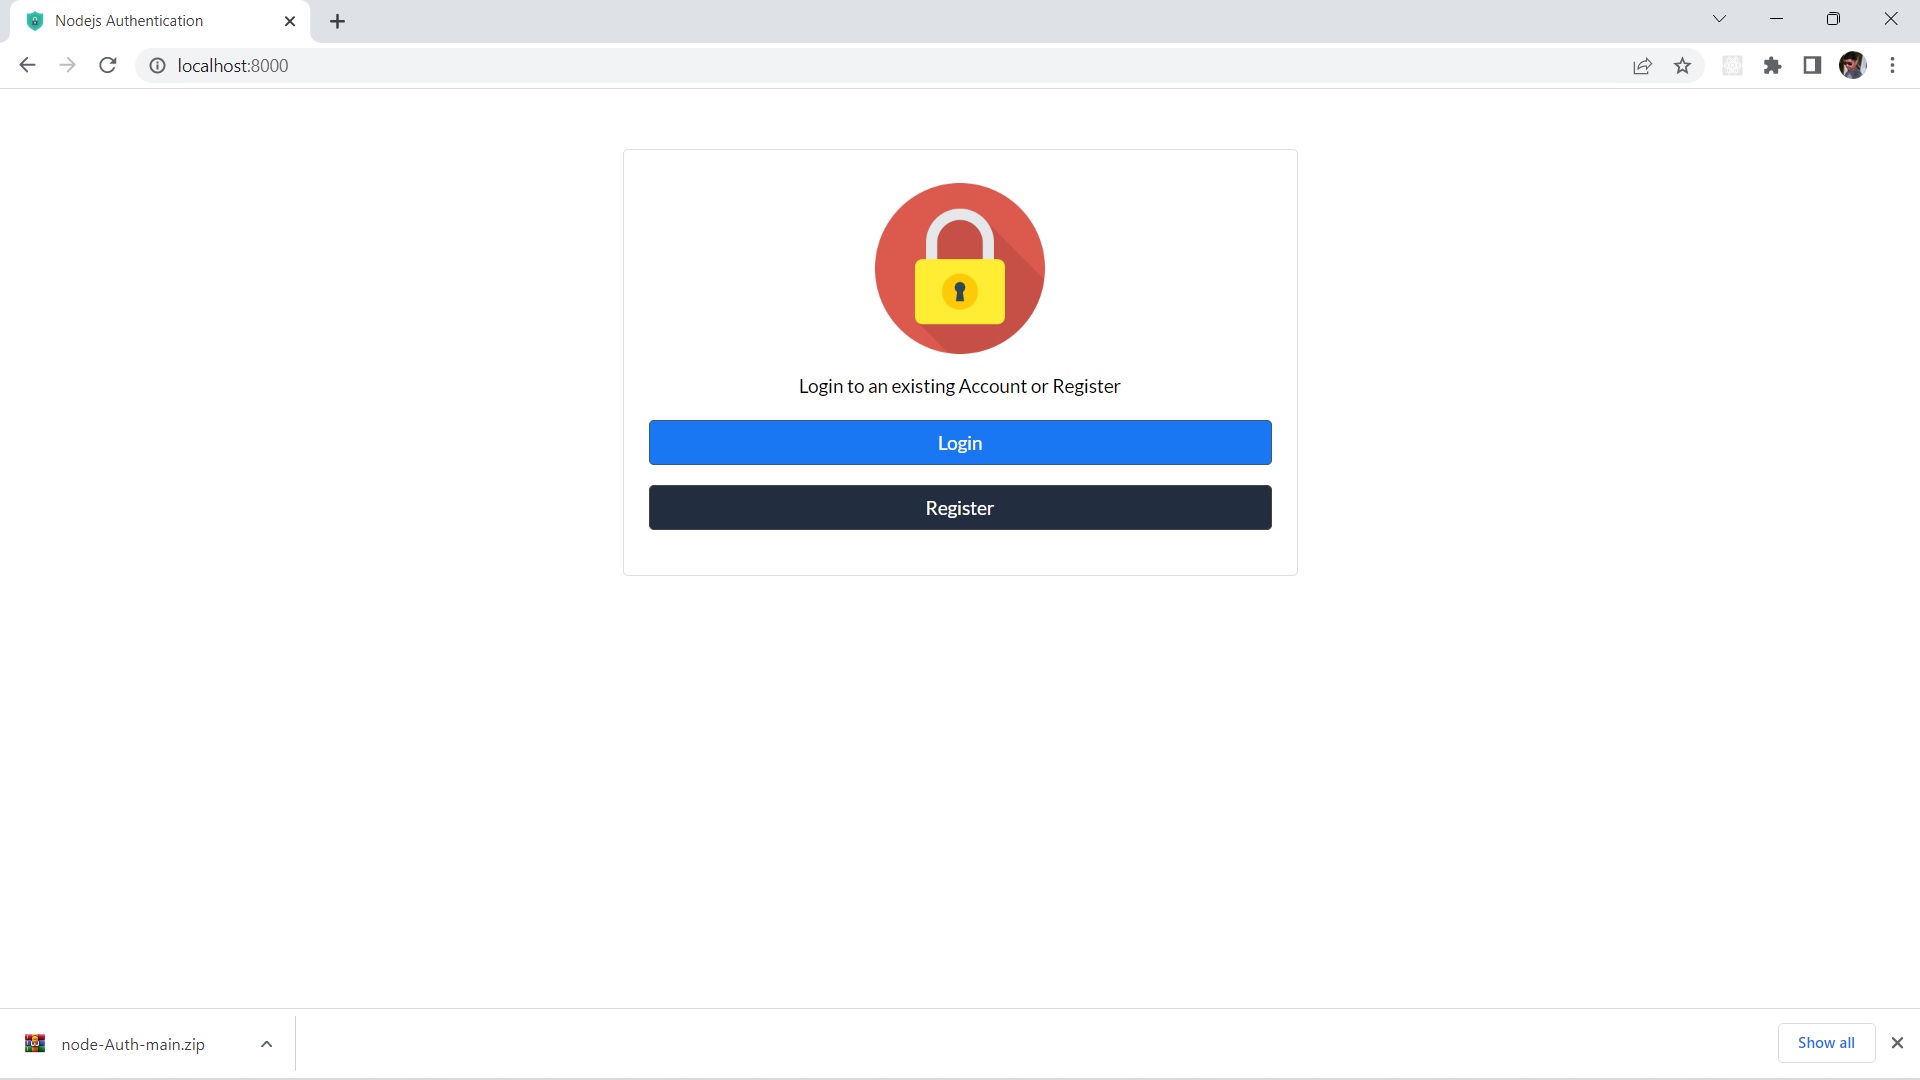 Nodejs Authentication
localhost:8000
Login to an existing Account or Register
Login
Register
node-Auth-main.zip
Show all